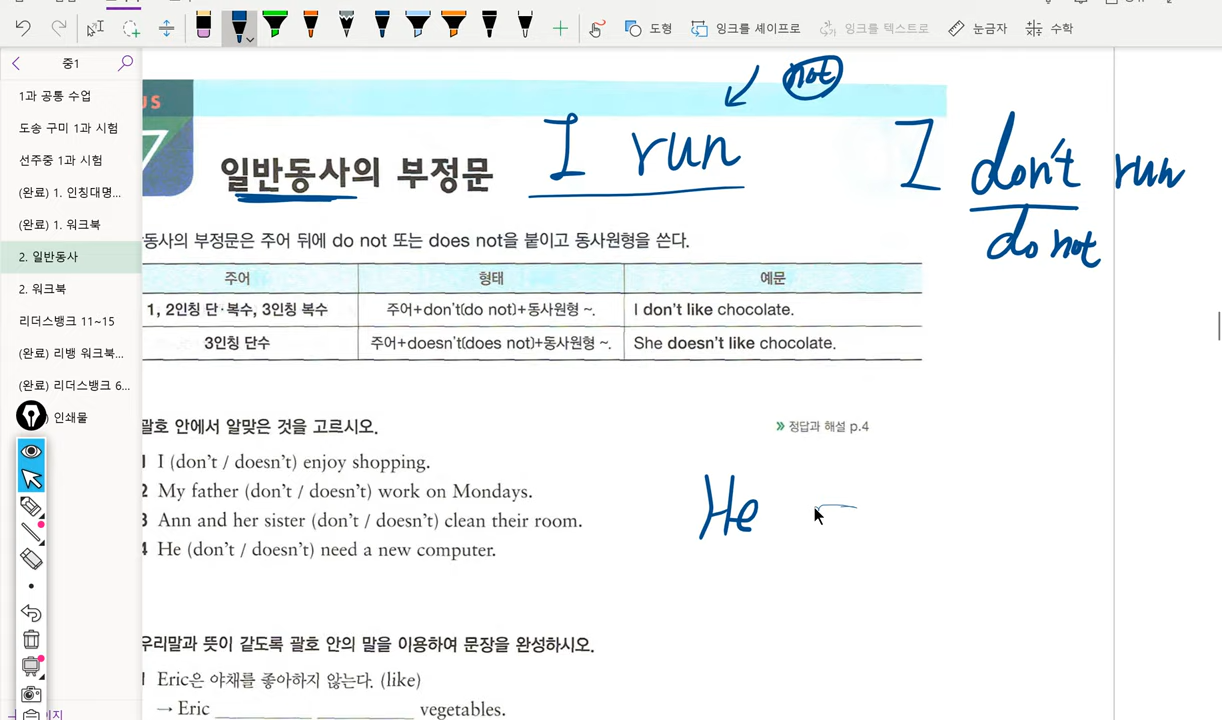 도형 잉크를 셰이프로 잉크를 텍스트로 눈금자 수학
중1
1과 공통 수업
도송 구미 1과 시험
선주중 1과 시험
(완료) 1. 인칭대명...
(완료) 1. 워크북
2. 일반동사
2. 워크북
리더스뱅크 11~15
(완료) 리뱅 워크북...
(완료) 리더스뱅크 6...
인쇄물
US
7
일반동사의 부정문
not
I run
I don't run
do not
동사의 부정문은 주어 뒤에 do not 또는 does not을 붙이고 동사원형을 쓴다.
주어 형태 예문
1, 2인칭 단·복수, 3인칭 복수 주어+don't(do not)+동사원형 ~. I don't like chocolate.
3인칭 단수 주어+doesn't(does not)+동사원형 ~. She doesn't like chocolate.
괄호 안에서 알맞은 것을 고르시오.
» 정답과 해설 p.4
1 I (don't / doesn't) enjoy shopping.
2 My father (don't / doesn't) work on Mondays.
3 Ann and her sister (don't / doesn't) clean their room.
4 He (don't / doesn't) need a new computer.
He
우리말과 뜻이 같도록 괄호 안의 말을 이용하여 문장을 완성하시오.
1 Eric은 야채를 좋아하지 않는다. (like)
→ Eric __________ __________ vegetables.